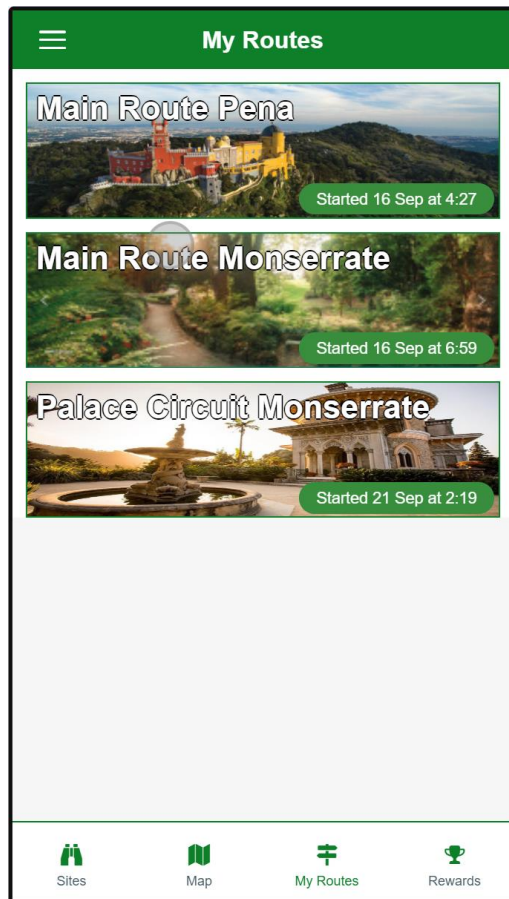 My Routes
Main Route Pena
Started 16 Sep at 4:27
Main Route Monserrate
Started 16 Sep at 6:59
Palace Circuit Monserrate
Started 21 Sep at 2:19
Sites
Map
My Routes
Rewards